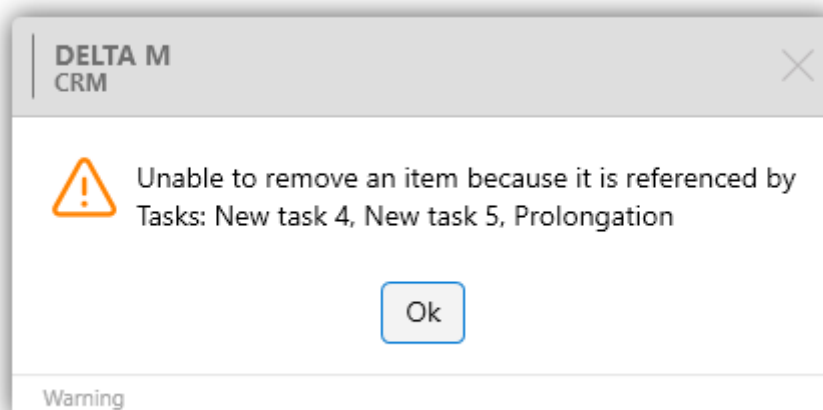 DELTA M
CRM
Unable to remove an item because it is referenced by
Tasks: New task 4, New task 5, Prolongation
Ok
Warning